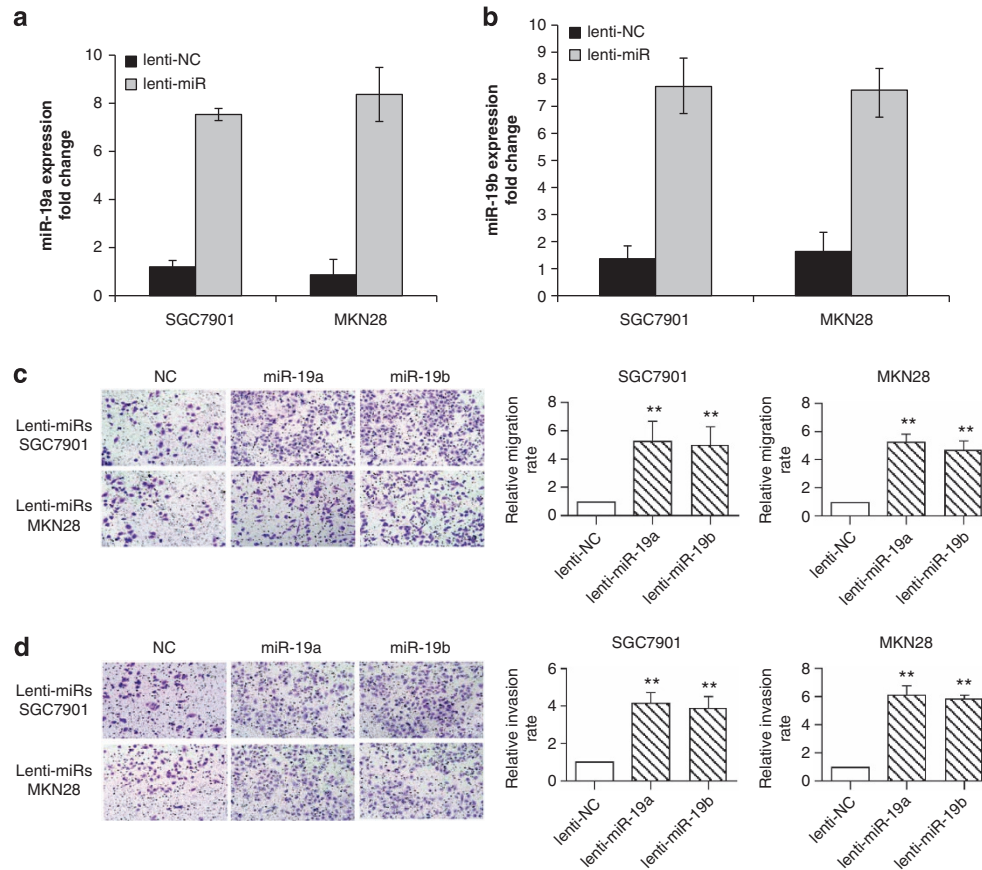 a
10
8
6
4
2
0
miR-19a expression
fold change
lenti-NC
lenti-miR
SGC7901
MKN28
b
10
9
8
7
6
5
4
3
2
1
0
miR-19b expression
fold change
lenti-NC
lenti-miR
SGC7901
MKN28
c
NC
miR-19a
miR-19b
Lenti-miRs
SGC7901
Lenti-miRs
MKN28
SGC7901
Relative migration
rate
8
6
4
2
0
**
**
lenti-NC
lenti-miR-19a
lenti-miR-19b
MKN28
Relative migration
rate
8
6
4
2
0
**
**
lenti-NC
lenti-miR-19a
lenti-miR-19b
d
NC
miR-19a
miR-19b
Lenti-miRs
SGC7901
Lenti-miRs
MKN28
SGC7901
Relative invasion
rate
6
4
2
0
**
**
lenti-NC
lenti-miR-19a
lenti-miR-19b
MKN28
Relative invasion
rate
8
6
4
2
0
**
**
lenti-NC
lenti-miR-19a
lenti-miR-19b